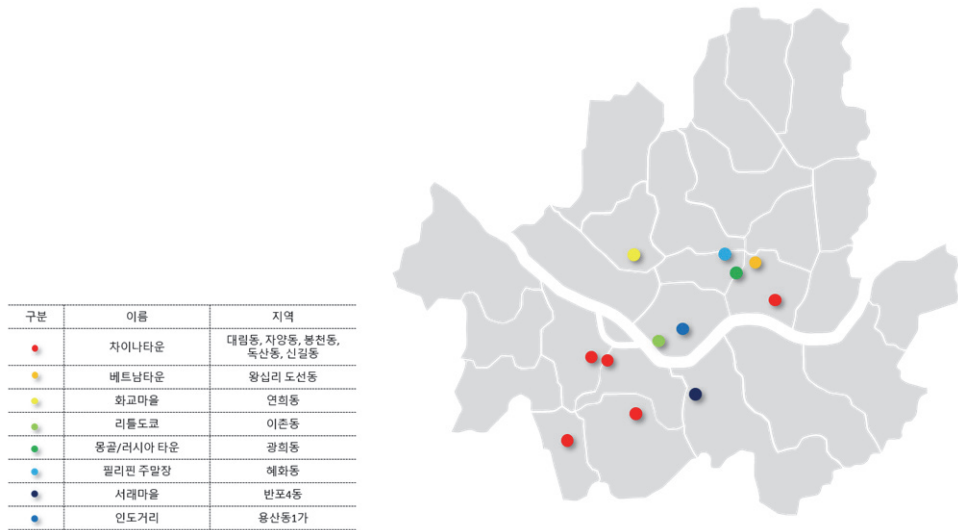 구분 이름 지역
차이나타운 대림동, 자양동, 봉천동,
독산동, 신길동
베트남타운 왕십리 도선동
화교마을 연희동
리틀도쿄 이촌동
몽골/러시아 타운 광희동
필리핀 주말장 혜화동
서래마을 반포4동
인도거리 용산동1가